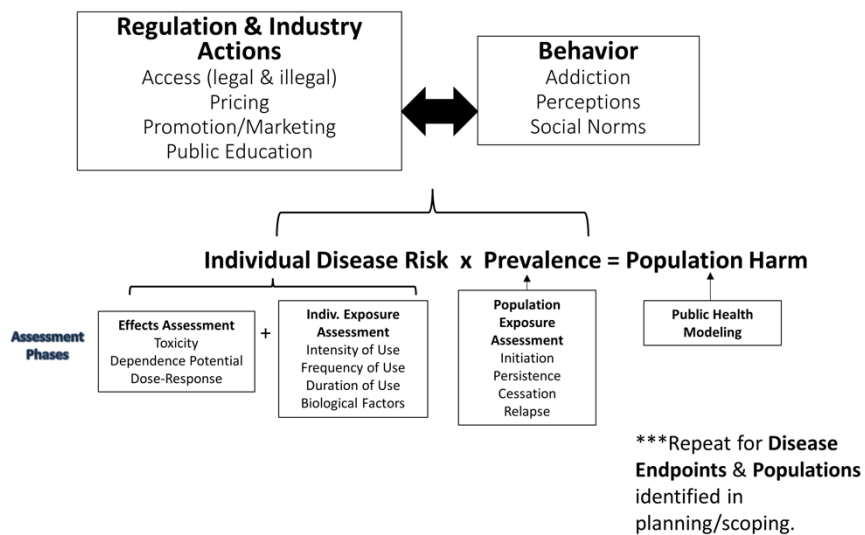 Regulation & Industry
Actions
Access (legal & illegal)
Pricing
Promotion/Marketing
Public Education
Behavior
Addiction
Perceptions
Social Norms
Individual Disease Risk x Prevalence = Population Harm
Assessment
Phases
Effects Assessment
Toxicity
Dependence Potential
Dose-Response
+
Indiv. Exposure
Assessment
Intensity of Use
Frequency of Use
Duration of Use
Biological Factors
Population
Exposure
Assessment
Initiation
Persistence
Cessation
Relapse
Public Health
Modeling
***Repeat for Disease
Endpoints & Populations
identified in
planning/scoping.